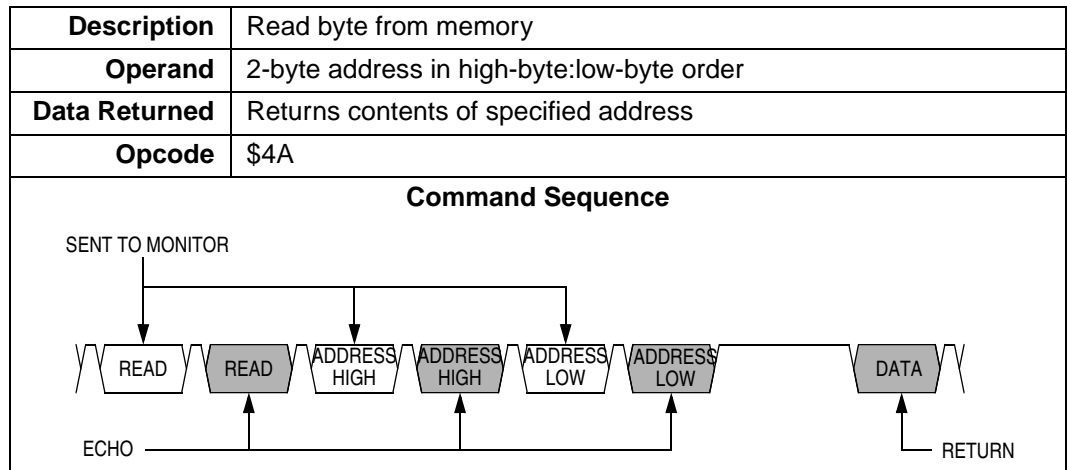 Description Read byte from memory
Operand 2-byte address in high-byte:low-byte order
Data Returned Returns contents of specified address
Opcode $4A
Command Sequence
SENT TO MONITOR
READ READ ADDRESS HIGH ADDRESS HIGH ADDRESS LOW ADDRESS LOW DATA
ECHO RETURN